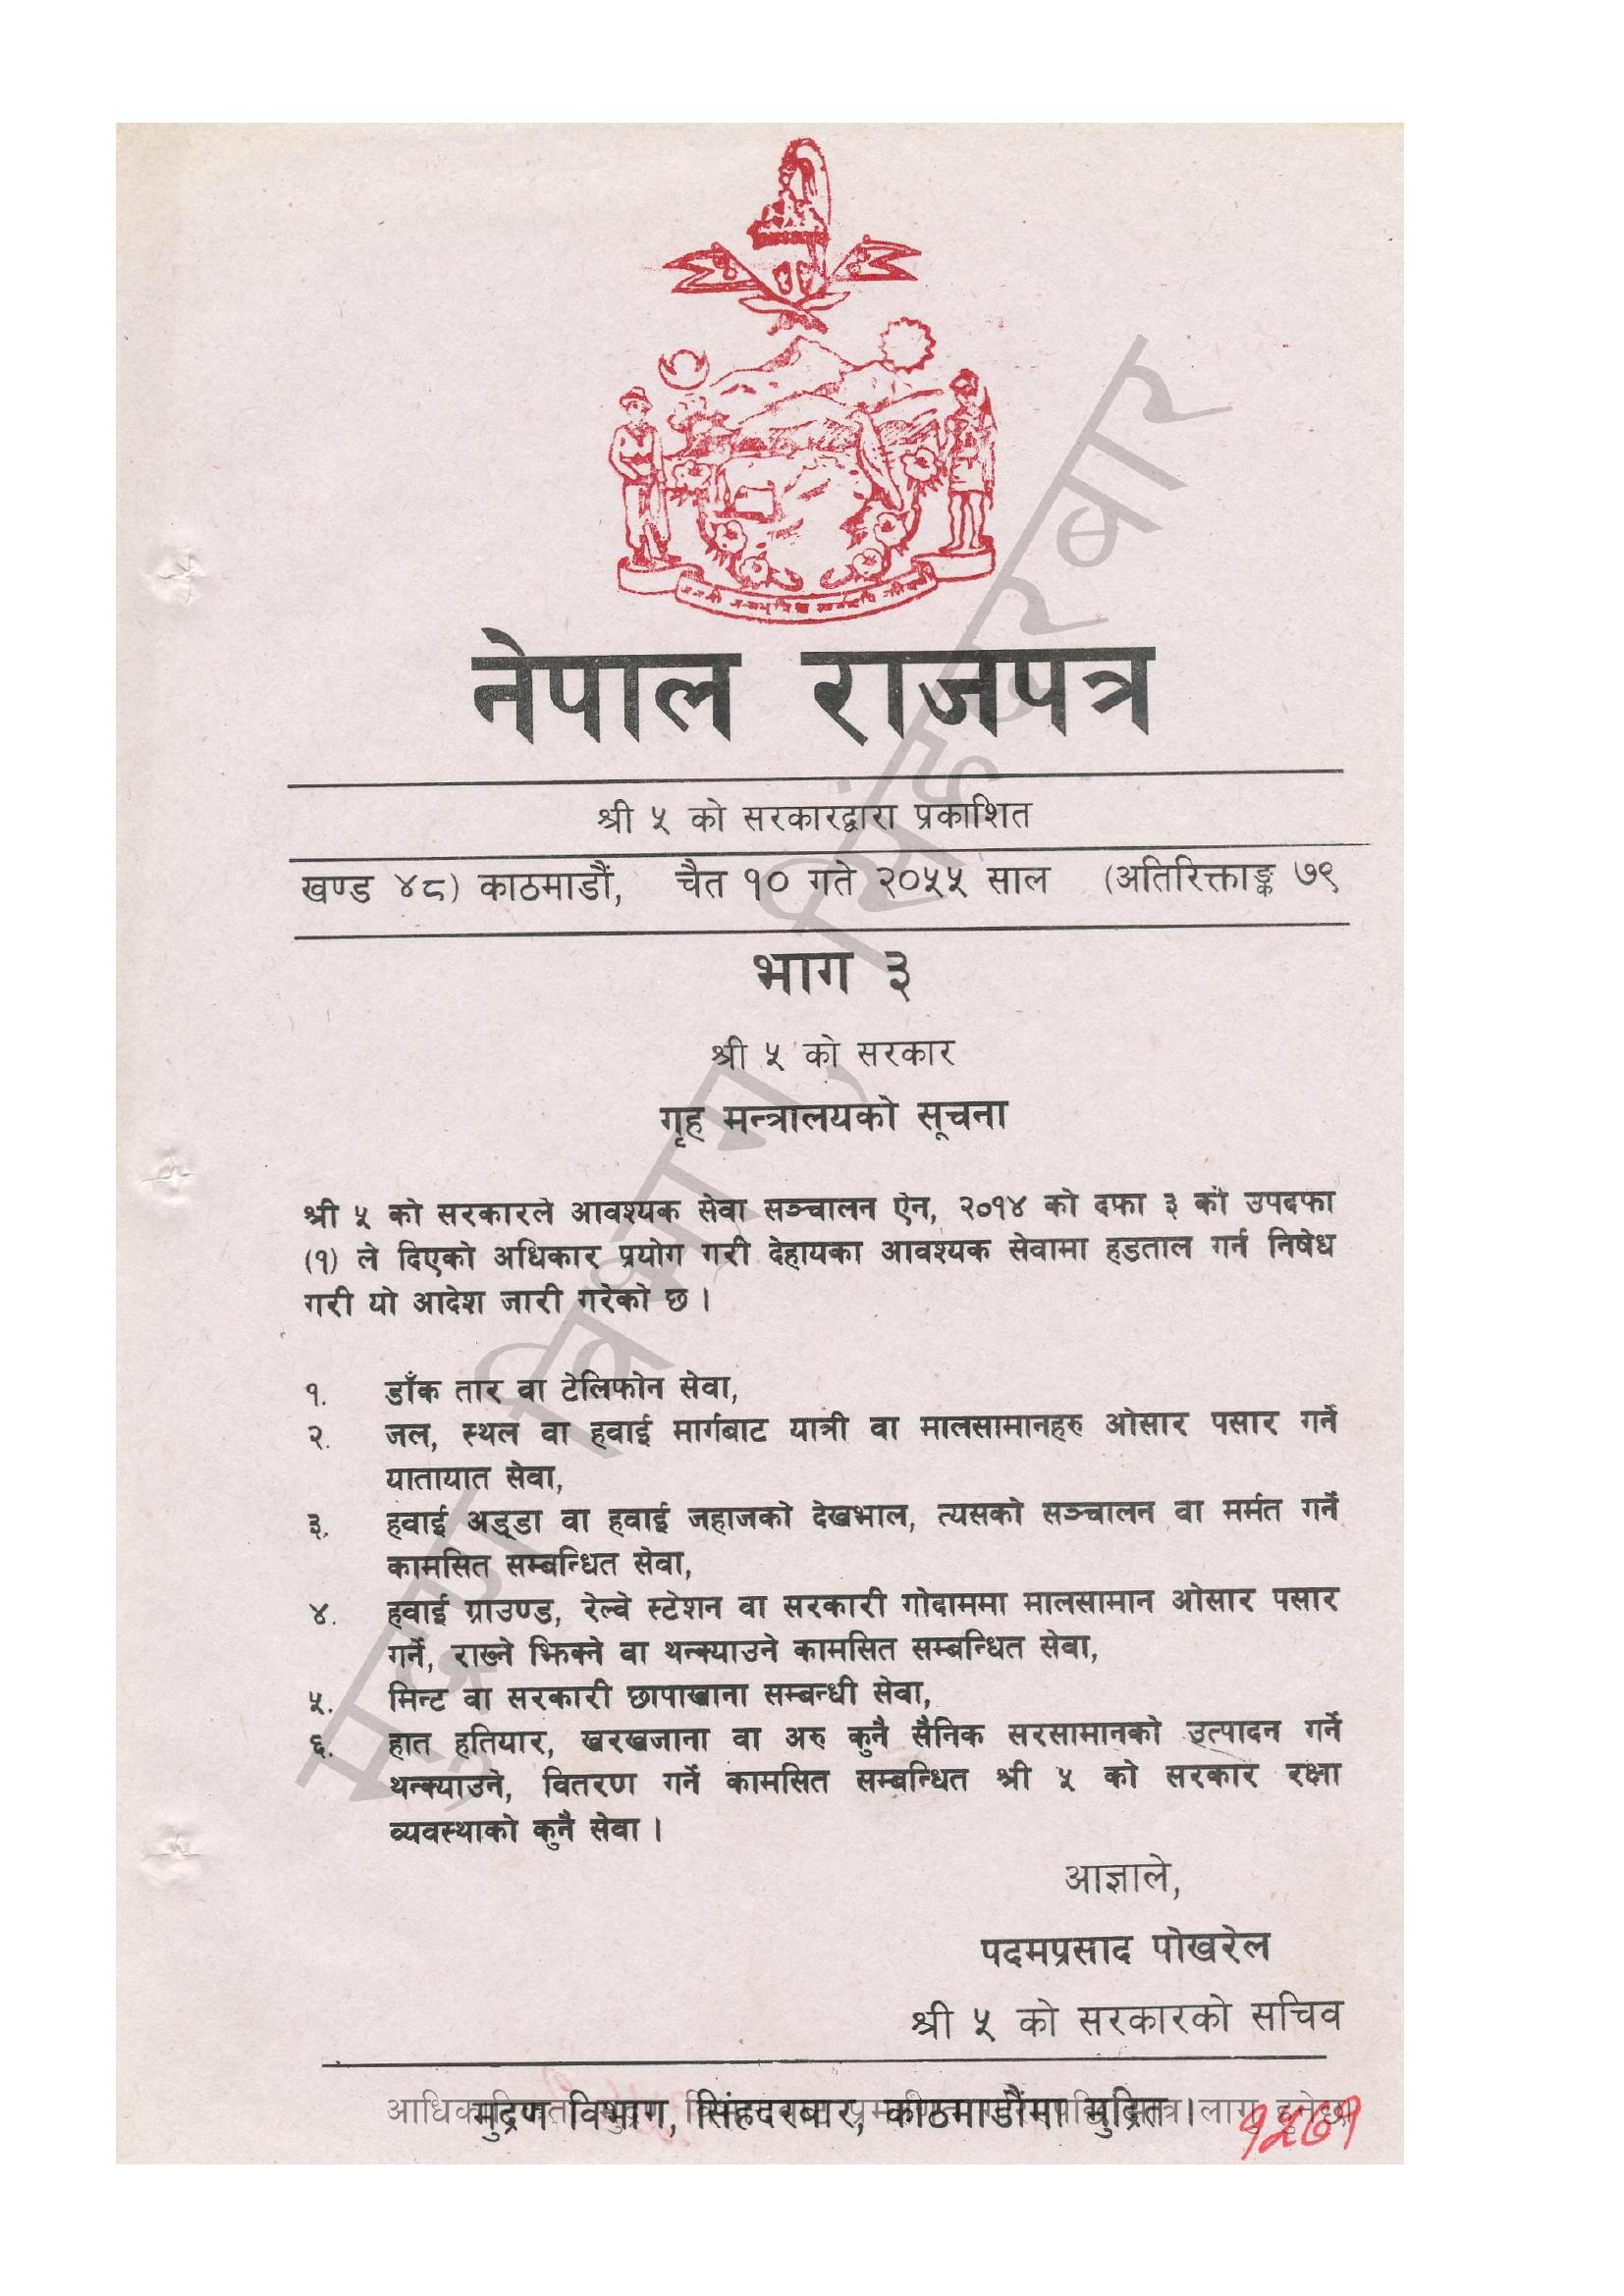 नेपाल राजपत्र
श्री ५ को सरकारद्वारा प्रकाशित
खण्ड ४८) काठमाडौं, चैत १० गते २०५५ साल (अतिरिक्ताङ्क ७९
भाग ३
श्री ५ को सरकार
गृह मन्त्रालयको सूचना
श्री ५ को सरकारले आवश्यक सेवा सञ्चालन ऐन, २०१४ को दफा ३ को उपदफा
(१) ले दिएको अधिकार प्रयोग गरी देहायका आवश्यक सेवामा हडताल गर्न निषेध
गरी यो आदेश जारी गरेको छ ।
१. डाँक तार वा टेलिफोन सेवा,
२. जल, स्थल वा हवाई मार्गबाट यात्री वा मालसामानहरु ओसार पसार गर्ने
यातायात सेवा,
३. हवाई अड्डा वा हवाई जहाजको देखभाल, त्यसको सञ्चालन वा मर्मत गर्ने
कामसित सम्बन्धित सेवा,
४. हवाई ग्राउण्ड, रेल्वे स्टेशन वा सरकारी गोदाममा मालसामान ओसार पसार
गर्ने, राख्ने झिक्ने वा थन्क्याउने कामसित सम्बन्धित सेवा,
५. मिन्ट वा सरकारी छापाखाना सम्बन्धी सेवा,
६. हात हतियार, खरखजाना वा अरु कुनै सैनिक सरसामानको उत्पादन गर्ने
थन्क्याउने, वितरण गर्ने कामसित सम्बन्धित श्री ५ को सरकार रक्षा
व्यवस्थाको कुनै सेवा ।
आज्ञाले,
पदमप्रसाद पोखरेल
श्री ५ को सरकारको सचिव
मुद्रण विभाग, सिंहदरबार, काठमाडौंमा मुद्रित ।
लागु हुनेछ।
१५७१
मुद्रण विभाग, सिंहदरबार